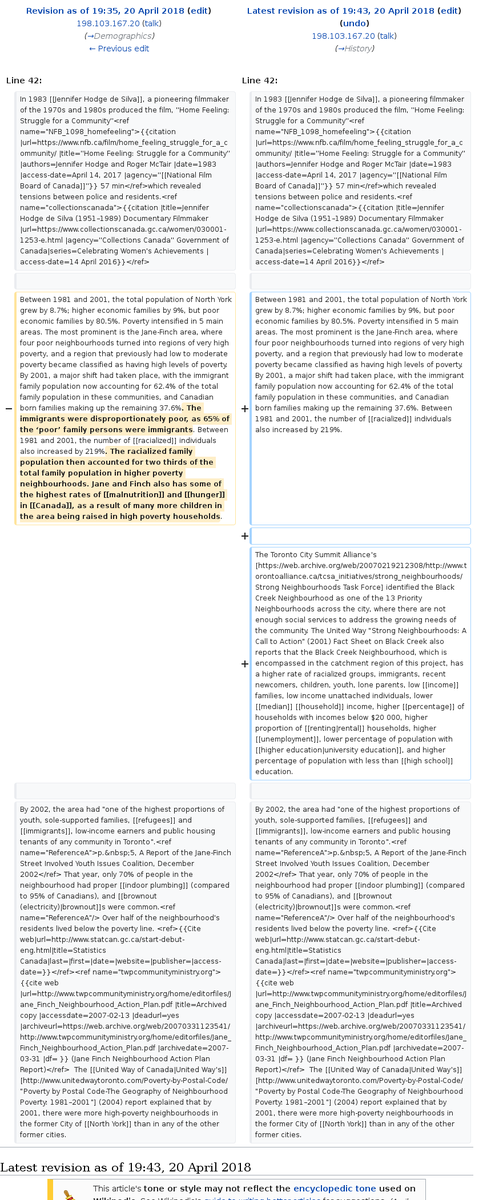 Revision as of 19:35, 20 April 2018 (edit)
198.103.167.20 (talk)
(→Demographics)
← Previous edit
Latest revision as of 19:43, 20 April 2018 (edit)
(undo)
198.103.167.20 (talk)
(→History)
Line 42:
Line 42:
In 1983 [[Jennifer Hodge de Silva]], a pioneering filmmaker
of the 1970s and 1980s produced the film, "Home Feeling:
Struggle for a Community"<ref
name="NFB_1098_homefeeling">{{citation
|url=https://www.nfb.ca/film/home_feeling_struggle_for_a_c
ommunity/ |title="Home Feeling: Struggle for a Community"
|authors=Jennifer Hodge and Roger McTair |date=1983
|access-date=April 14, 2017 |agency="[[National Film
Board of Canada]]"}} 57 min</ref>which revealed
tensions between police and residents.<ref
name="collectionscanada">{{citation |title=Jennifer
Hodge de Silva (1951–1989) Documentary Filmmaker
|url=https://www.collectionscanada.gc.ca/women/030001-
1253-e.html |agency="Collections Canada" Government of
Canada|series=Celebrating Women's Achievements |
access-date=14 April 2016}}</ref>
In 1983 [[Jennifer Hodge de Silva]], a pioneering filmmaker
of the 1970s and 1980s produced the film, "Home Feeling:
Struggle for a Community"<ref
name="NFB_1098_homefeeling">{{citation
|url=https://www.nfb.ca/film/home_feeling_struggle_for_a_c
ommunity/ |title="Home Feeling: Struggle for a Community"
|authors=Jennifer Hodge and Roger McTair |date=1983
|access-date=April 14, 2017 |agency="[[National Film
Board of Canada]]"}} 57 min</ref>which revealed
tensions between police and residents.<ref
name="collectionscanada">{{citation |title=Jennifer
Hodge de Silva (1951–1989) Documentary Filmmaker
|url=https://www.collectionscanada.gc.ca/women/030001-
1253-e.html |agency="Collections Canada" Government of
Canada|series=Celebrating Women's Achievements |
access-date=14 April 2016}}</ref>
−
Between 1981 and 2001, the total population of North York
grew by 8.7%; higher economic families by 9%, but poor
economic families by 80.5%. Poverty intensified in 5 main
areas. The most prominent is the Jane-Finch area, where
four poor neighbourhoods turned into regions of very high
poverty, and a region that previously had low to moderate
poverty became classified as having high levels of poverty.
By 2001, a major shift had taken place, with the immigrant
family population now accounting for 62.4% of the total
family population in these communities, and Canadian
born families making up the remaining 37.6%. The
immigrants were disproportionately poor, as 65% of
the 'poor' family persons were immigrants. Between
1981 and 2001, the number of [[racialized]] individuals
also increased by 219%. The racialized family
population then accounted for two thirds of the
total family population in higher poverty
neighbourhoods. Jane and Finch also has some of
the highest rates of [[malnutrition]] and [[hunger]]
in [[Canada]], as a result of many more children in
the area being raised in high poverty households.
+
Between 1981 and 2001, the total population of North York
grew by 8.7%; higher economic families by 9%, but poor
economic families by 80.5%. Poverty intensified in 5 main
areas. The most prominent is the Jane-Finch area, where
four poor neighbourhoods turned into regions of very high
poverty, and a region that previously had low to moderate
poverty became classified as having high levels of poverty.
By 2001, a major shift had taken place, with the immigrant
family population now accounting for 62.4% of the total
family population in these communities, and Canadian
born families making up the remaining 37.6%. Between
1981 and 2001, the number of [[racialized]] individuals
also increased by 219%.
+
+
The Toronto City Summit Alliance's
[https://web.archive.org/web/20070219212308/http://www.t
orontoalliance.ca/tcsa_initiatives/strong_neighbourhoods/
Strong Neighbourhoods Task Force] identified the Black
Creek Neighbourhood as one of the 13 Priority
Neighbourhoods across the city, where there are not
enough social services to address the growing needs of
the community. The United Way "Strong Neighbourhoods: A
Call to Action" (2001) Fact Sheet on Black Creek also
reports that the Black Creek Neighbourhood, which is
encompassed in the catchment region of this project, has
a higher rate of racialized groups, immigrants, recent
newcomers, children, youth, lone parents, low [[income]]
families, low income unattached individuals, lower
[[median]] [[household]] income, higher [[percentage]] of
households with incomes below $20 000, higher
proportion of [[renting|rental]] households, higher
[[unemployment]], lower percentage of population with
[[higher education|university education]], and higher
percentage of population with less than [[high school]]
education.
By 2002, the area had "one of the highest proportions of
youth, sole-supported families, [[refugees]] and
[[immigrants]], low-income earners and public housing
tenants of any community in Toronto".<ref
name="ReferenceA">p.&nbsp;5, A Report of the Jane-Finch
Street Involved Youth Issues Coalition, December
2002</ref> That year, only 70% of people in the
neighbourhood had proper [[indoor plumbing]] (compared
to 95% of Canadians), and [[brownout
(electricity)|brownout]]s were common.<ref
name="ReferenceA"/> Over half of the neighbourhood's
residents lived below the poverty line. <ref>{{Cite
web|url=http://www.statcan.gc.ca/start-debut-
eng.html|title=Statistics
Canada|last=|first=|date=|website=|publisher=|access-
date=}}</ref><ref name="twpcommunityministry.org">
{{cite web
|url=http://www.twpcommunityministry.org/home/editorfiles/J
ane_Finch_Neighbourhood_Action_Plan.pdf |title=Archived
copy |accessdate=2007-02-13 |deadurl=yes
|archiveurl=https://web.archive.org/web/20070331123541/
http://www.twpcommunityministry.org/home/editorfiles/Jane_
Finch_Neighbourhood_Action_Plan.pdf |archivedate=2007-
03-31 |df= }} (Jane Finch Neighbourhood Action Plan
Report)</ref>  The [[United Way of Canada|United Way's]]
[http://www.unitedwaytoronto.com/Poverty-by-Postal-Code/
"Poverty by Postal Code-The Geography of Neighbourhood
Poverty. 1981–2001"] (2004) report explained that by
2001, there were more high-poverty neighbourhoods in
the former City of [[North York]] than in any of the other
former cities.
By 2002, the area had "one of the highest proportions of
youth, sole-supported families, [[refugees]] and
[[immigrants]], low-income earners and public housing
tenants of any community in Toronto".<ref
name="ReferenceA">p.&nbsp;5, A Report of the Jane-Finch
Street Involved Youth Issues Coalition, December
2002</ref> That year, only 70% of people in the
neighbourhood had proper [[indoor plumbing]] (compared
to 95% of Canadians), and [[brownout
(electricity)|brownout]]s were common.<ref
name="ReferenceA"/> Over half of the neighbourhood's
residents lived below the poverty line. <ref>{{Cite
web|url=http://www.statcan.gc.ca/start-debut-
eng.html|title=Statistics
Canada|last=|first=|date=|website=|publisher=|access-
date=}}</ref><ref name="twpcommunityministry.org">
{{cite web
|url=http://www.twpcommunityministry.org/home/editorfiles/J
ane_Finch_Neighbourhood_Action_Plan.pdf |title=Archived
copy |accessdate=2007-02-13 |deadurl=yes
|archiveurl=https://web.archive.org/web/20070331123541/
http://www.twpcommunityministry.org/home/editorfiles/Jane_
Finch_Neighbourhood_Action_Plan.pdf |archivedate=2007-
03-31 |df= }} (Jane Finch Neighbourhood Action Plan
Report)</ref>  The [[United Way of Canada|United Way's]]
[http://www.unitedwaytoronto.com/Poverty-by-Postal-Code/
"Poverty by Postal Code-The Geography of Neighbourhood
Poverty. 1981–2001"] (2004) report explained that by
2001, there were more high-poverty neighbourhoods in
the former City of [[North York]] than in any of the other
former cities.
Latest revision as of 19:43, 20 April 2018
This article's tone or style may not reflect the encyclopedic tone used on